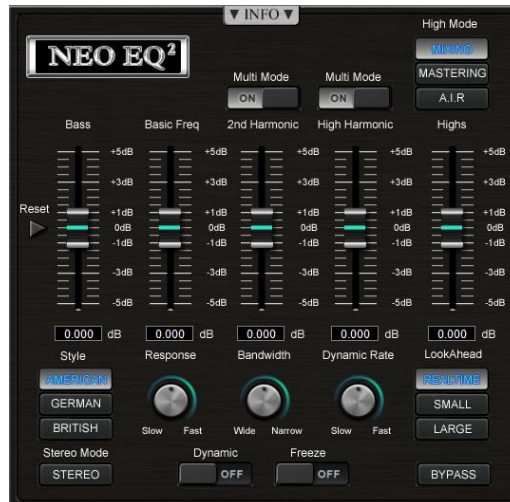 ▼ INFO ▼
High Mode
NEO EQ²
MIXING
MASTERING
A.I.R
Multi Mode Multi Mode
ON ON
Bass Basic Freq 2nd Harmonic High Harmonic Highs
+5dB +5dB +5dB +5dB +5dB
+3dB +3dB +3dB +3dB +3dB
+1dB +1dB +1dB +1dB +1dB
Reset 0dB 0dB 0dB 0dB 0dB
-1dB -1dB -1dB -1dB -1dB
-3dB -3dB -3dB -3dB -3dB
-5dB -5dB -5dB -5dB -5dB
0.000 dB 0.000 dB 0.000 dB 0.000 dB 0.000 dB
Style Response Bandwidth Dynamic Rate LookAhead
AMERICAN REALTIME
GERMAN SMALL
BRITISH Slow Fast Wide Narrow Slow Fast LARGE
Stereo Mode Dynamic Freeze
STEREO OFF OFF BYPASS